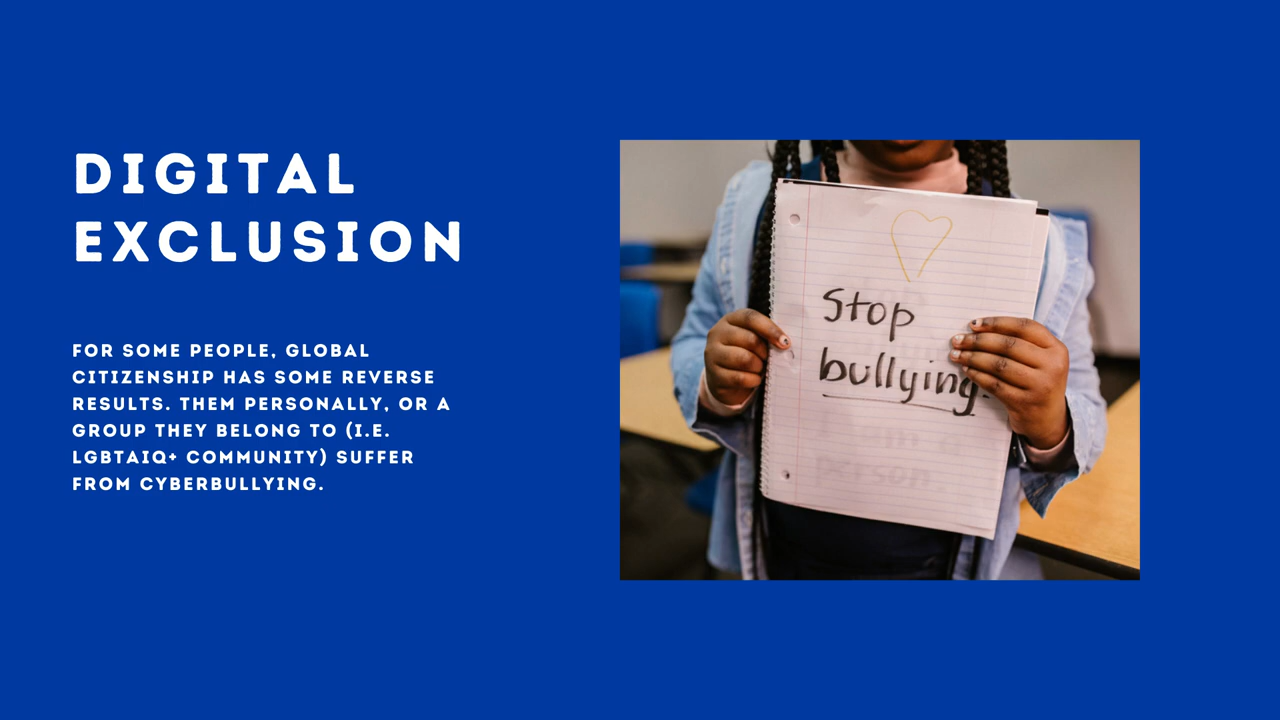 DIGITAL
EXCLUSION
FOR SOME PEOPLE, GLOBAL
CITIZENSHIP HAS SOME REVERSE
RESULTS. THEM PERSONALLY, OR A
GROUP THEY BELONG TO (I.E.
LGBTAIQ+ COMMUNITY) SUFFER
FROM CYBERBULLYING.
Stop
bullying.
person.